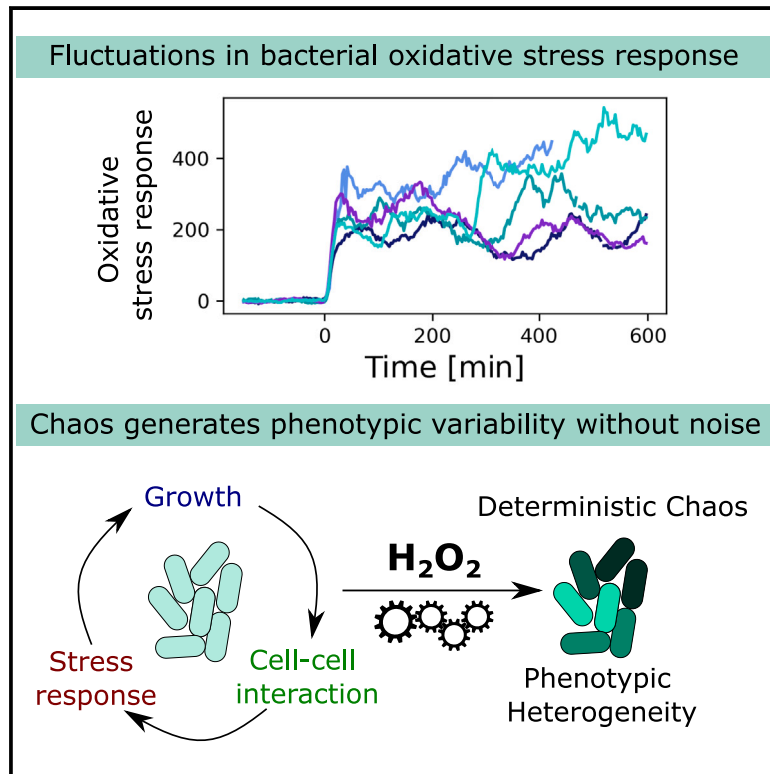 Fluctuations in bacterial oxidative stress response
Oxidative
stress response
400
200
0
0
200
400
600
Time [min]
Chaos generates phenotypic variability without noise
Growth
Stress
response
Cell-cell
interaction
H₂O₂
Deterministic Chaos
Phenotypic
Heterogeneity